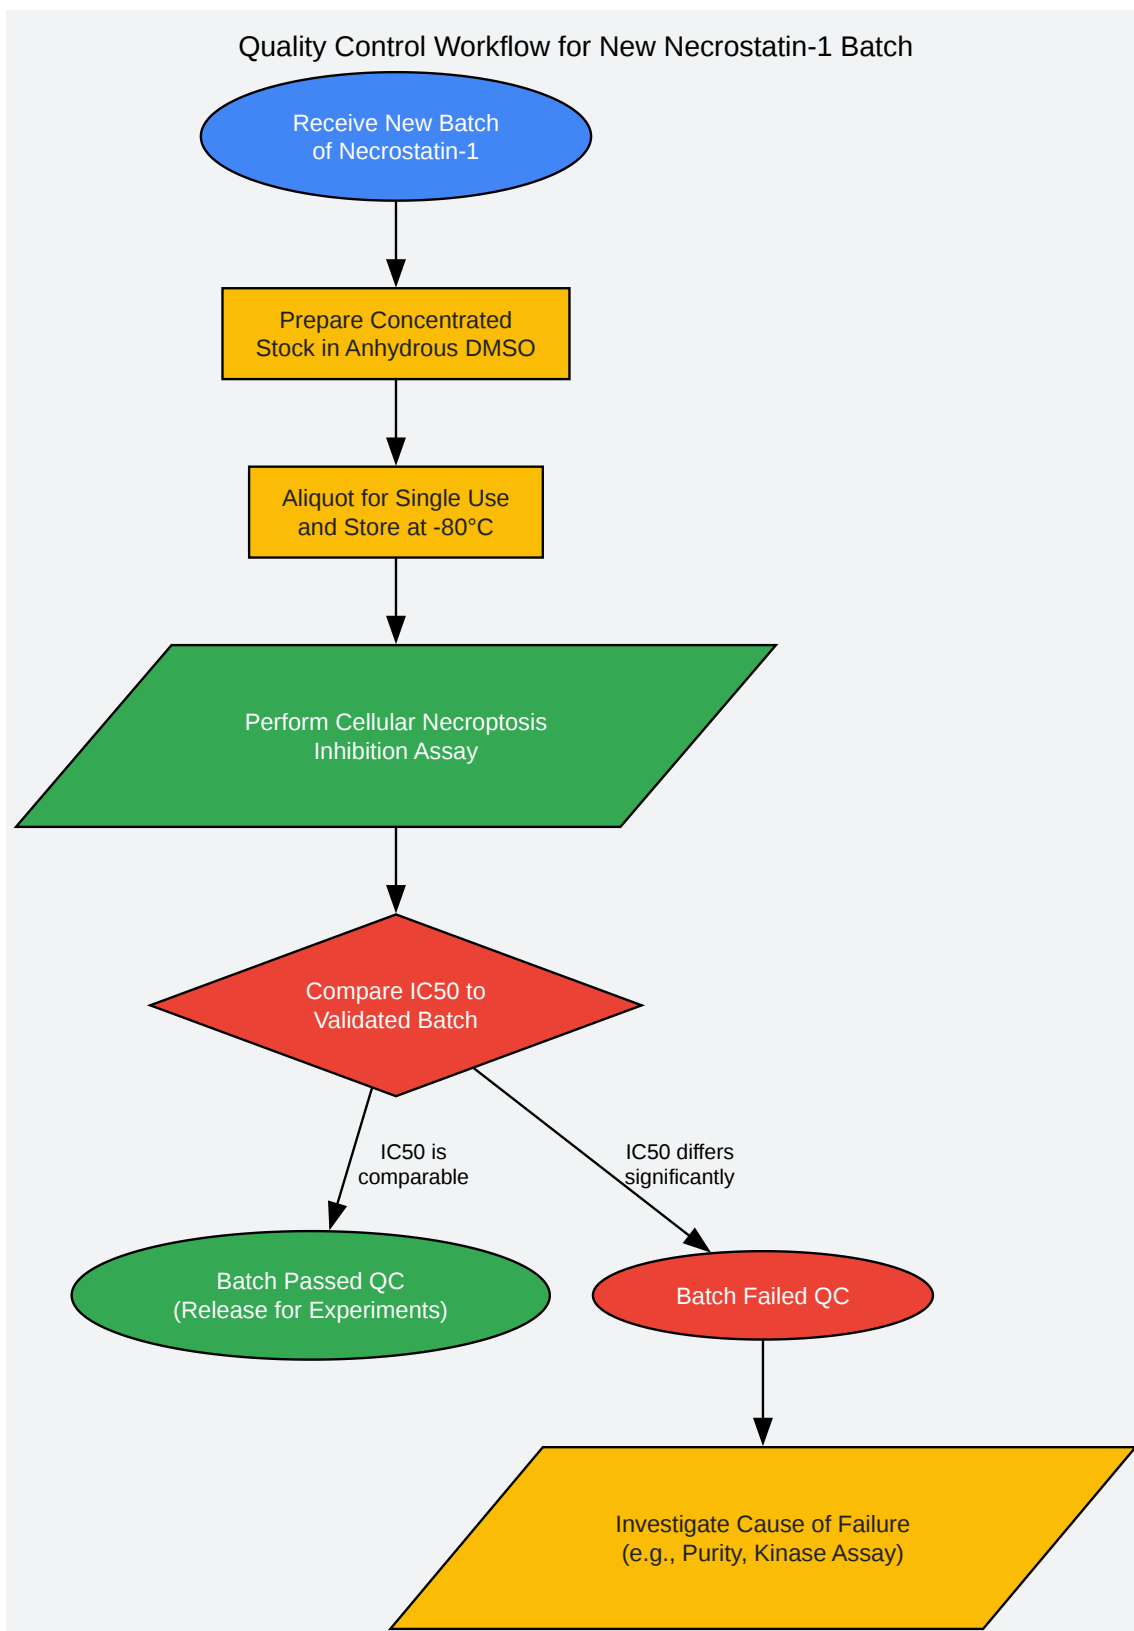 Quality Control Workflow for New Necrostatin-1 Batch
Receive New Batch
of Necrostatin-1
Prepare Concentrated
Stock in Anhydrous DMSO
Aliquot for Single Use
and Store at -80°C
Perform Cellular Necroptosis
Inhibition Assay
Compare IC50 to
Validated Batch
IC50 is
comparable
IC50 differs
significantly
Batch Passed QC
(Release for Experiments)
Batch Failed QC
Investigate Cause of Failure
(e.g., Purity, Kinase Assay)